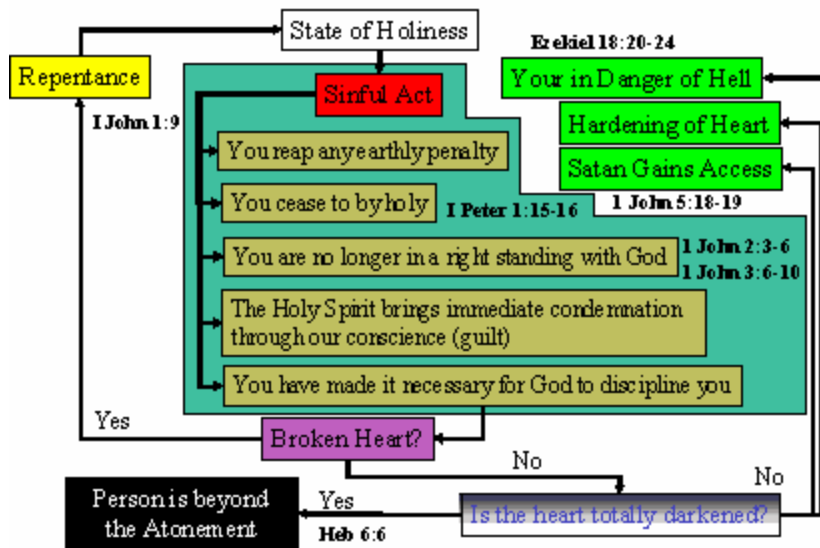 State of Holiness
Ezekiel 18:20-24
Repentance
Your in Danger of Hell
Sinful Act
I John 1:9
Hardening of Heart
You reap any earthly penalty
Satan Gains Access
You cease to by holy
I Peter 1:15-16
1 John 5:18-19
You are no longer in a right standing with God
1 John 2:3-6
1 John 3:6-10
The Holy Spirit brings immediate condemnation
through our conscience (guilt)
You have made it necessary for God to discipline you
Yes
Broken Heart?
No
No
Person is beyond
the Atonement
Yes
Heb 6:6
Is the heart totally darkened?